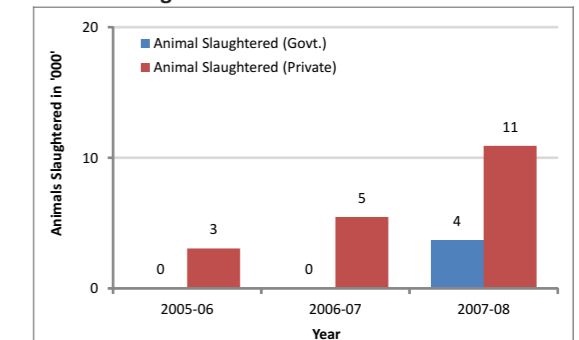 20
Animal Slaughtered (Govt.)
Animal Slaughtered (Private)
Animals Slaughtered in '000'
11
10
5
4
3
0 0
0
2005-06 2006-07 2007-08
Year